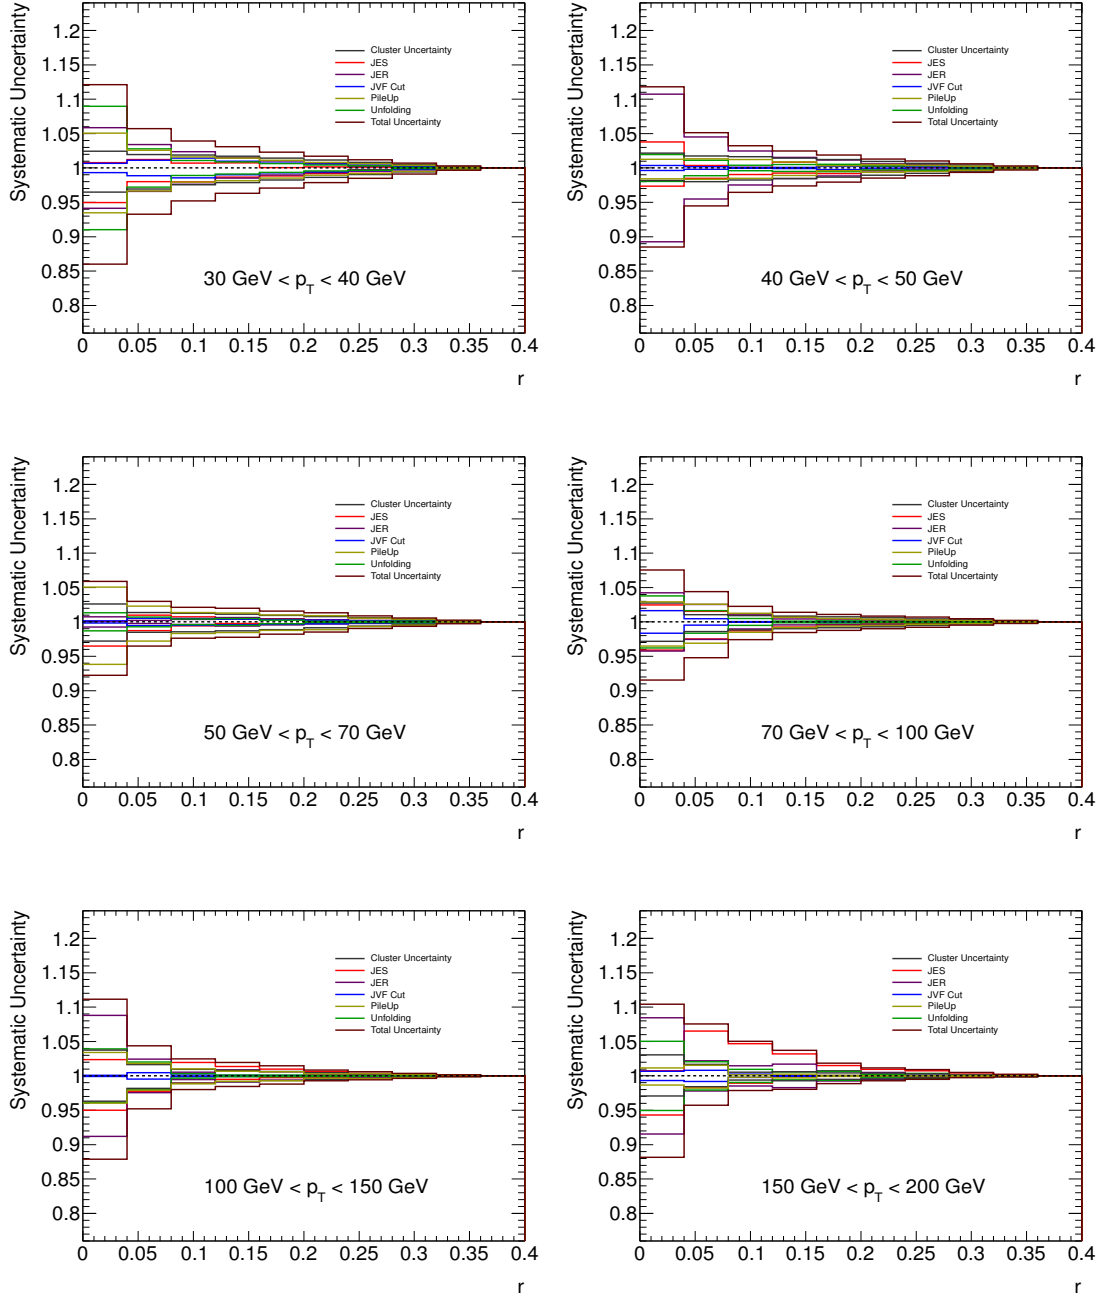 Systematic Uncertainty
1.2
1.15
1.1
1.05
1
0.95
0.9
0.85
0.8
Cluster Uncertainty
JES
JER
JVF Cut
PileUp
Unfolding
Total Uncertainty
30 GeV < p_T < 40 GeV
0 0.05 0.1 0.15 0.2 0.25 0.3 0.35 0.4
r
Systematic Uncertainty
1.2
1.15
1.1
1.05
1
0.95
0.9
0.85
0.8
Cluster Uncertainty
JES
JER
JVF Cut
PileUp
Unfolding
Total Uncertainty
40 GeV < p_T < 50 GeV
0 0.05 0.1 0.15 0.2 0.25 0.3 0.35 0.4
r
Systematic Uncertainty
1.2
1.15
1.1
1.05
1
0.95
0.9
0.85
0.8
Cluster Uncertainty
JES
JER
JVF Cut
PileUp
Unfolding
Total Uncertainty
50 GeV < p_T < 70 GeV
0 0.05 0.1 0.15 0.2 0.25 0.3 0.35 0.4
r
Systematic Uncertainty
1.2
1.15
1.1
1.05
1
0.95
0.9
0.85
0.8
Cluster Uncertainty
JES
JER
JVF Cut
PileUp
Unfolding
Total Uncertainty
70 GeV < p_T < 100 GeV
0 0.05 0.1 0.15 0.2 0.25 0.3 0.35 0.4
r
Systematic Uncertainty
1.2
1.15
1.1
1.05
1
0.95
0.9
0.85
0.8
Cluster Uncertainty
JES
JER
JVF Cut
PileUp
Unfolding
Total Uncertainty
100 GeV < p_T < 150 GeV
0 0.05 0.1 0.15 0.2 0.25 0.3 0.35 0.4
r
Systematic Uncertainty
1.2
1.15
1.1
1.05
1
0.95
0.9
0.85
0.8
Cluster Uncertainty
JES
JER
JVF Cut
PileUp
Unfolding
Total Uncertainty
150 GeV < p_T < 200 GeV
0 0.05 0.1 0.15 0.2 0.25 0.3 0.35 0.4
r